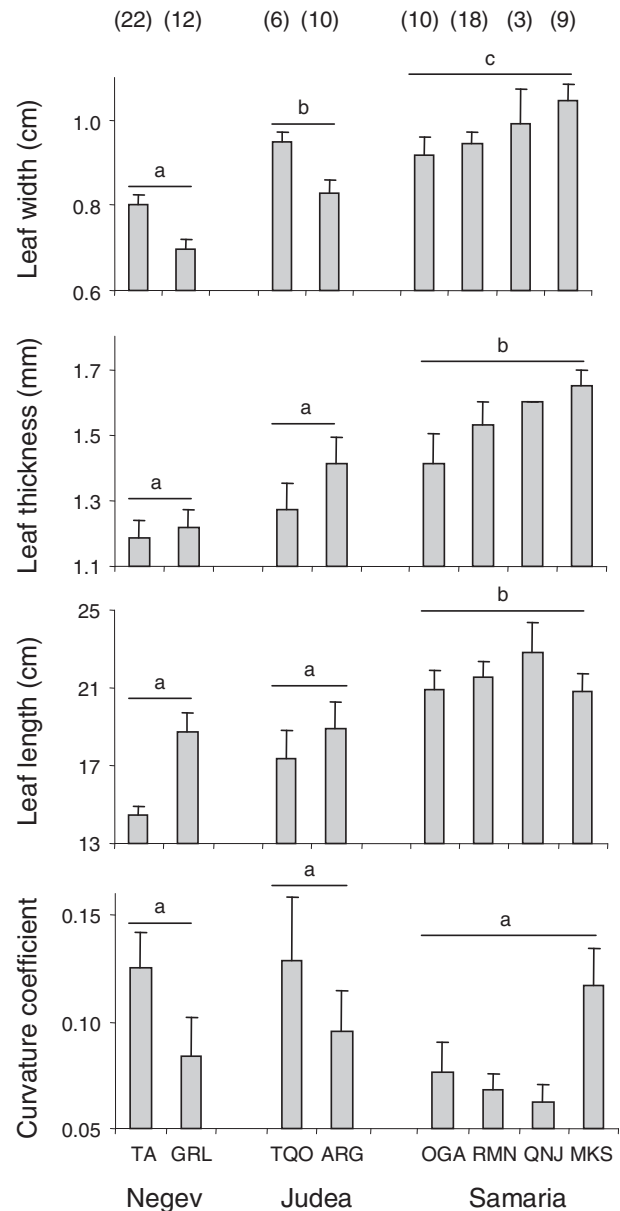 (22) (12) (6) (10) (10) (18) (3) (9)
Leaf width (cm)
1.0
0.8
0.6
a
b
c
Leaf thickness (mm)
1.7
1.5
1.3
1.1
a
a
b
Leaf length (cm)
25
21
17
13
a
a
b
Curvature coefficient
0.15
0.10
0.05
a
a
a
TA GRL TQO ARG OGA RMN QNJ MKS
Negev Judea Samaria